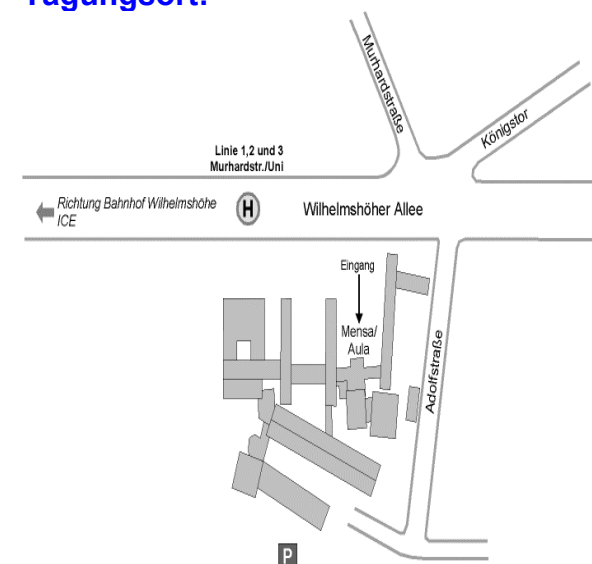 Tagungsort:
Murhardstraße
Königstor
Linie 1,2 und 3
Murhardstr./Uni
Richtung Bahnhof Wilhelmshöhe
ICE
H
Wilhelmshöher Allee
Eingang
Mensa/
Aula
Adolfstraße
P